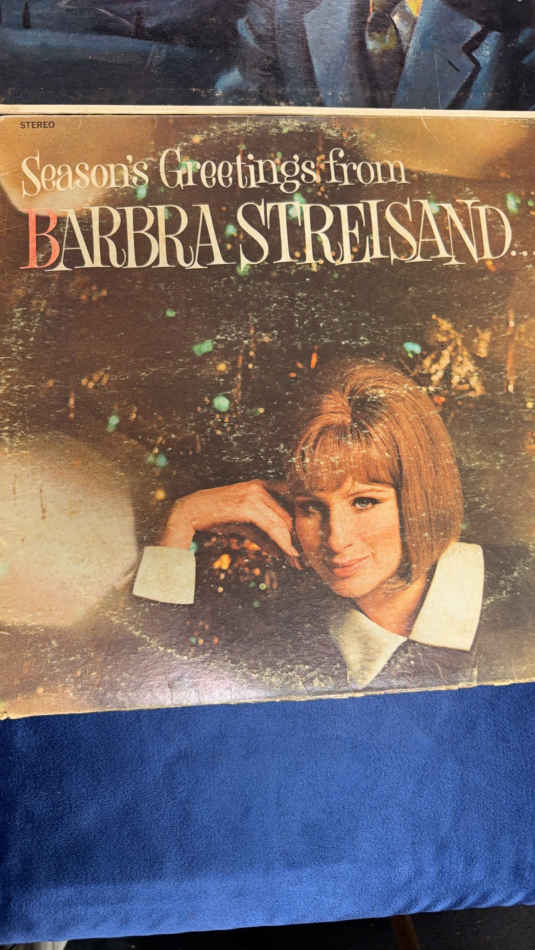 STEREO
Season's Greetings from
BARBRA STREISAND...